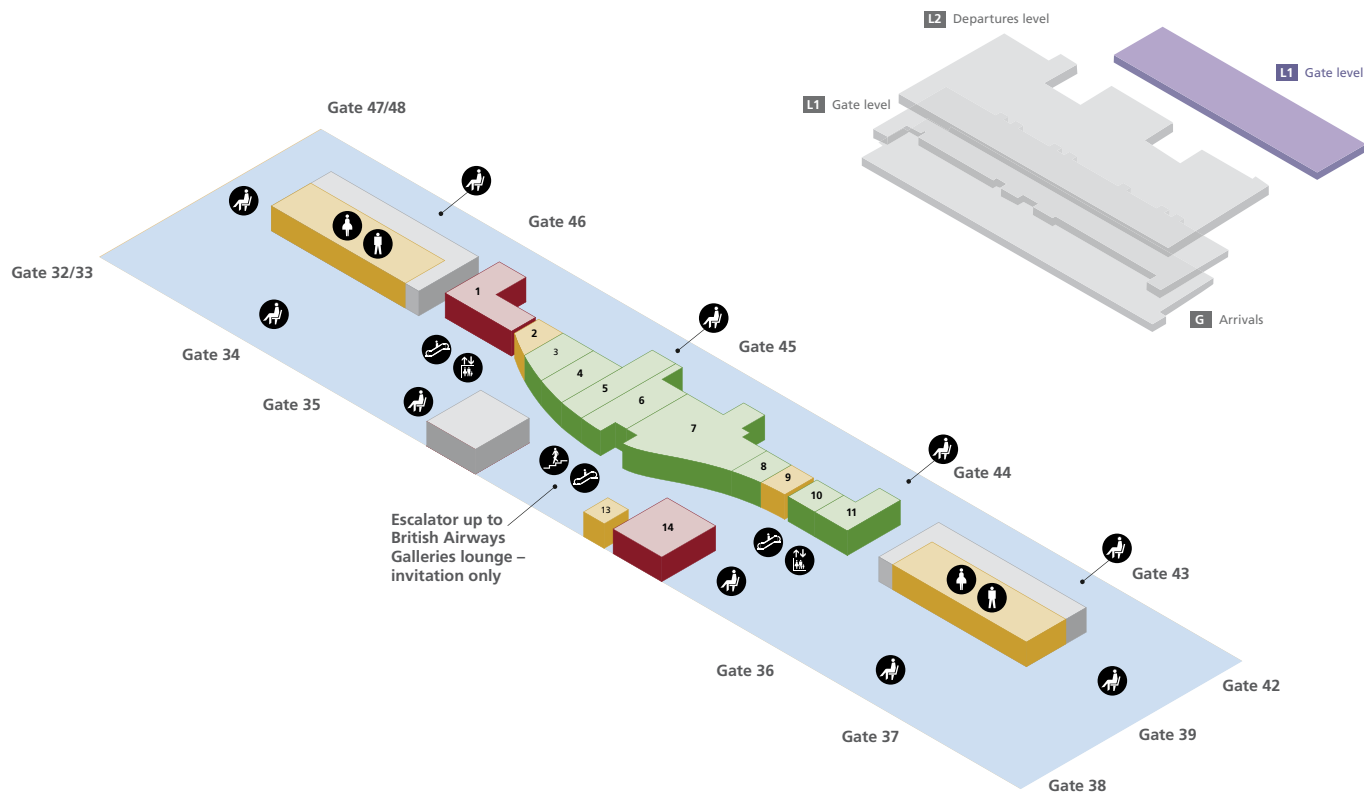 L2 Departures level
L1 Gate level
L1 Gate level
G Arrivals
Gate 47/48
Gate 46
Gate 32/33
1
2
3
Gate 45
Gate 34
4
5
6
Gate 35
7
8
9
Gate 44
10
11
13
14
Escalator up to
British Airways
Galleries lounge –
invitation only
Gate 43
Gate 36
Gate 42
Gate 37
Gate 39
Gate 38